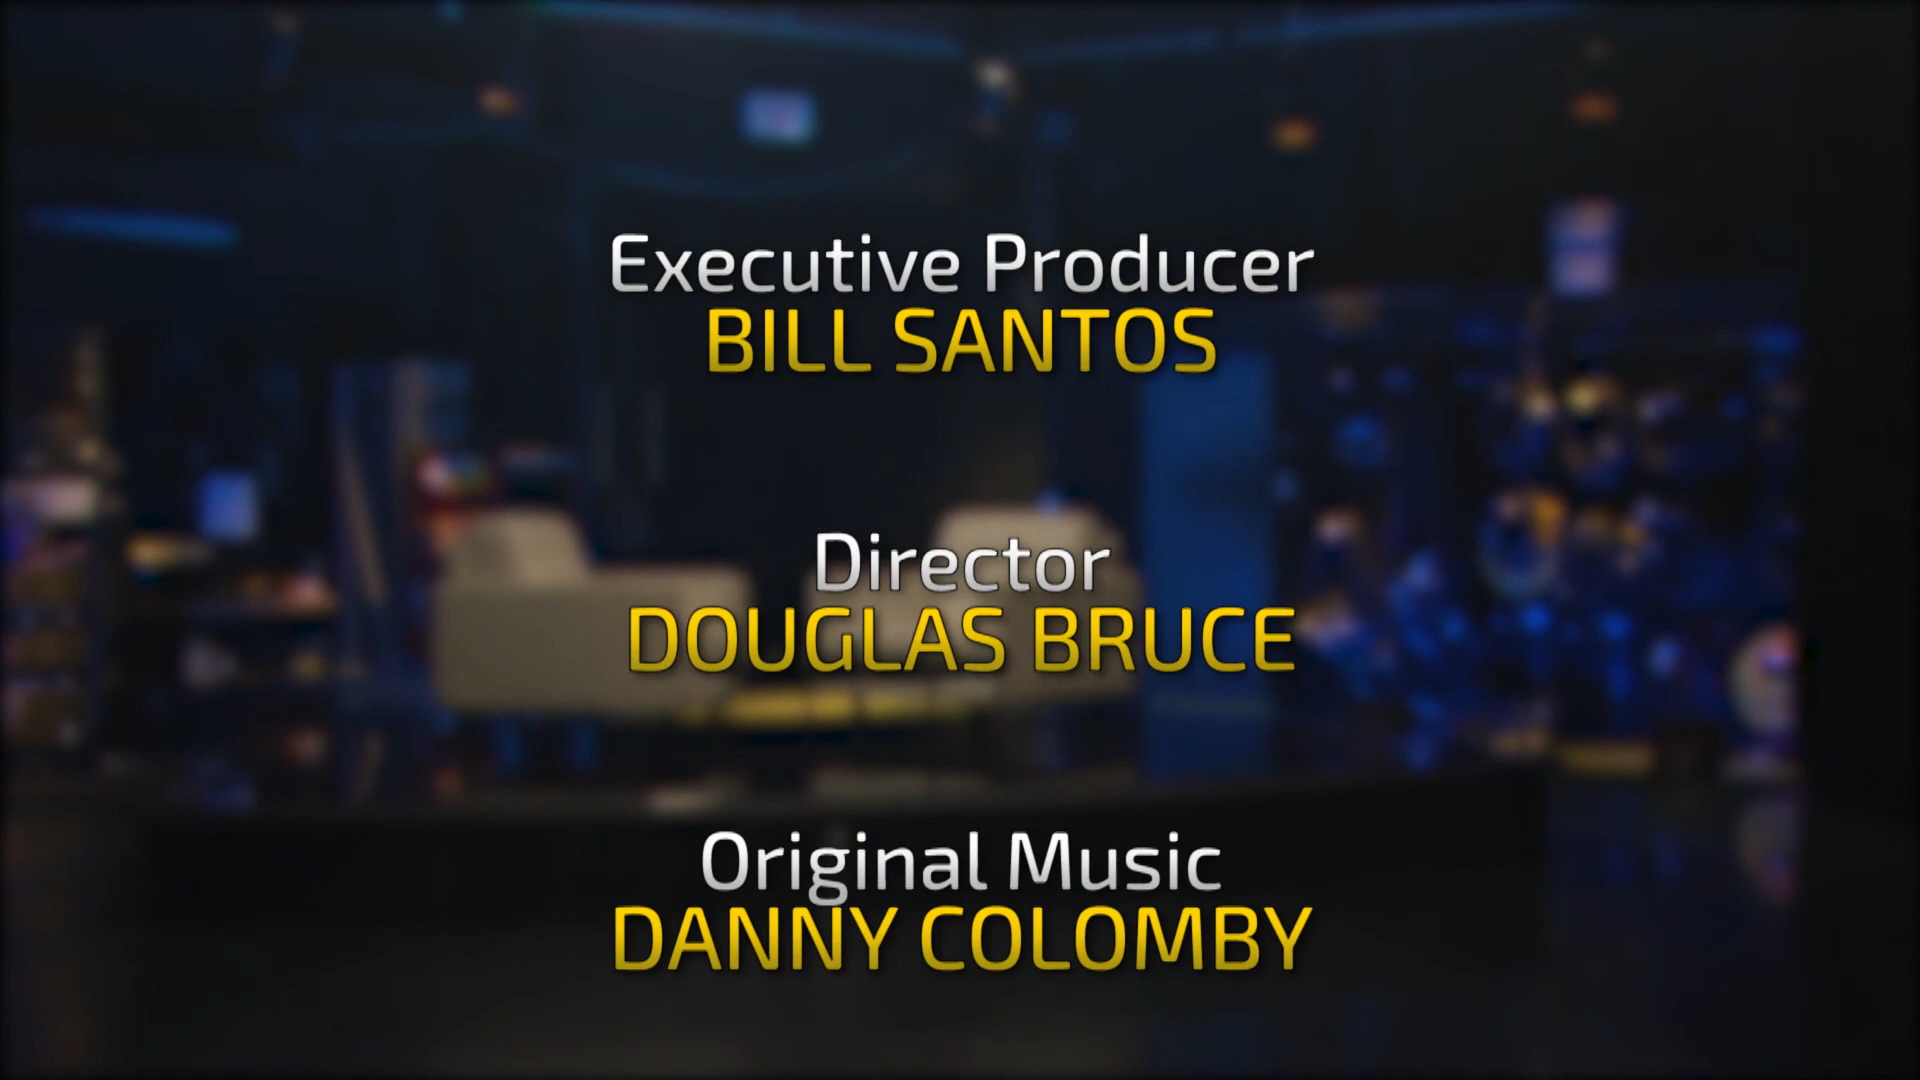 Executive Producer
BILL SANTOS
Director
DOUGLAS BRUCE
Original Music
DANNY COLOMBY